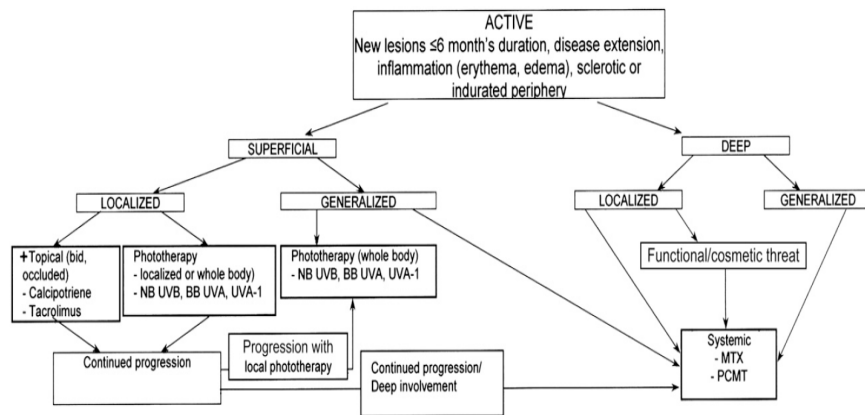 ACTIVE
New lesions ≤6 month's duration, disease extension,
inflammation (erythema, edema), sclerotic or
indurated periphery
SUPERFICIAL
DEEP
LOCALIZED
GENERALIZED
LOCALIZED
GENERALIZED
+Topical (bid,
occluded)
- Calcipotriene
- Tacrolimus
Phototherapy
- localized or whole body)
- NB UVB, BB UVA, UVA-1
Phototherapy (whole body)
- NB UVB, BB UVA, UVA-1
Functional/cosmetic threat
Continued progression
Progression with
local phototherapy
Continued progression/
Deep involvement
Systemic
- MTX
- PCMT